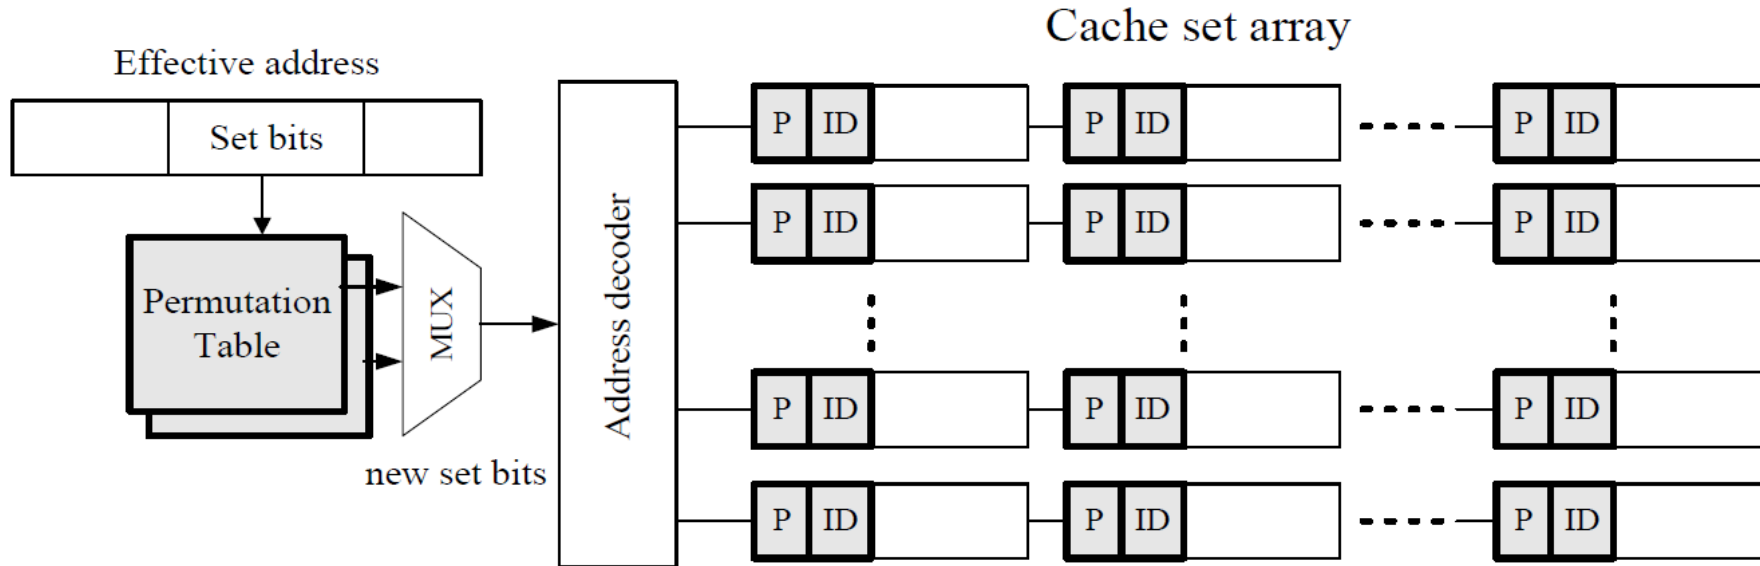 Cache set array
Effective address
Set bits
Permutation
Table
MUX
new set bits
Address decoder
P ID P ID P ID
P ID P ID P ID
P ID P ID P ID
P ID P ID P ID